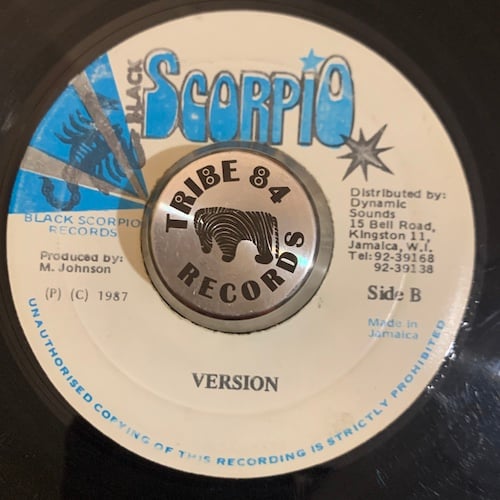 BLACK
SCORPIO
TRIBE 84
RECORDS
BLACK SCORPIO
RECORDS
Produced by:
M. Johnson
(P) (C) 1987
Distributed by:
Dynamic
Sounds
15 Bell Road,
Kingston 11,
Jamaica, W.I.
Tel: 92-39168
92-39138
Side B
Made in
Jamaica
VERSION
UNAUTHORISED COPYING OF THIS RECORDING IS STRICTLY PROHIBITED